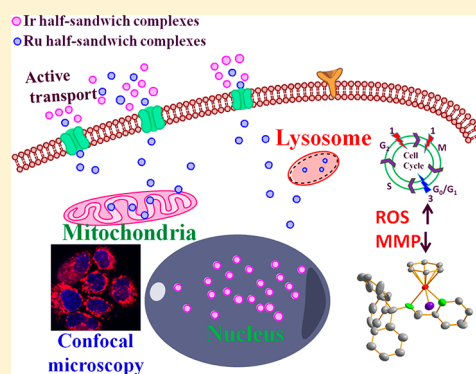 Ir half-sandwich complexes
Ru half-sandwich complexes
Active
transport
Lysosome
1 1
G₂ M
Cell
Cycle
S G₀/G₁
3
Mitochondria
ROS
MMP
Nucleus
Confocal
microscopy